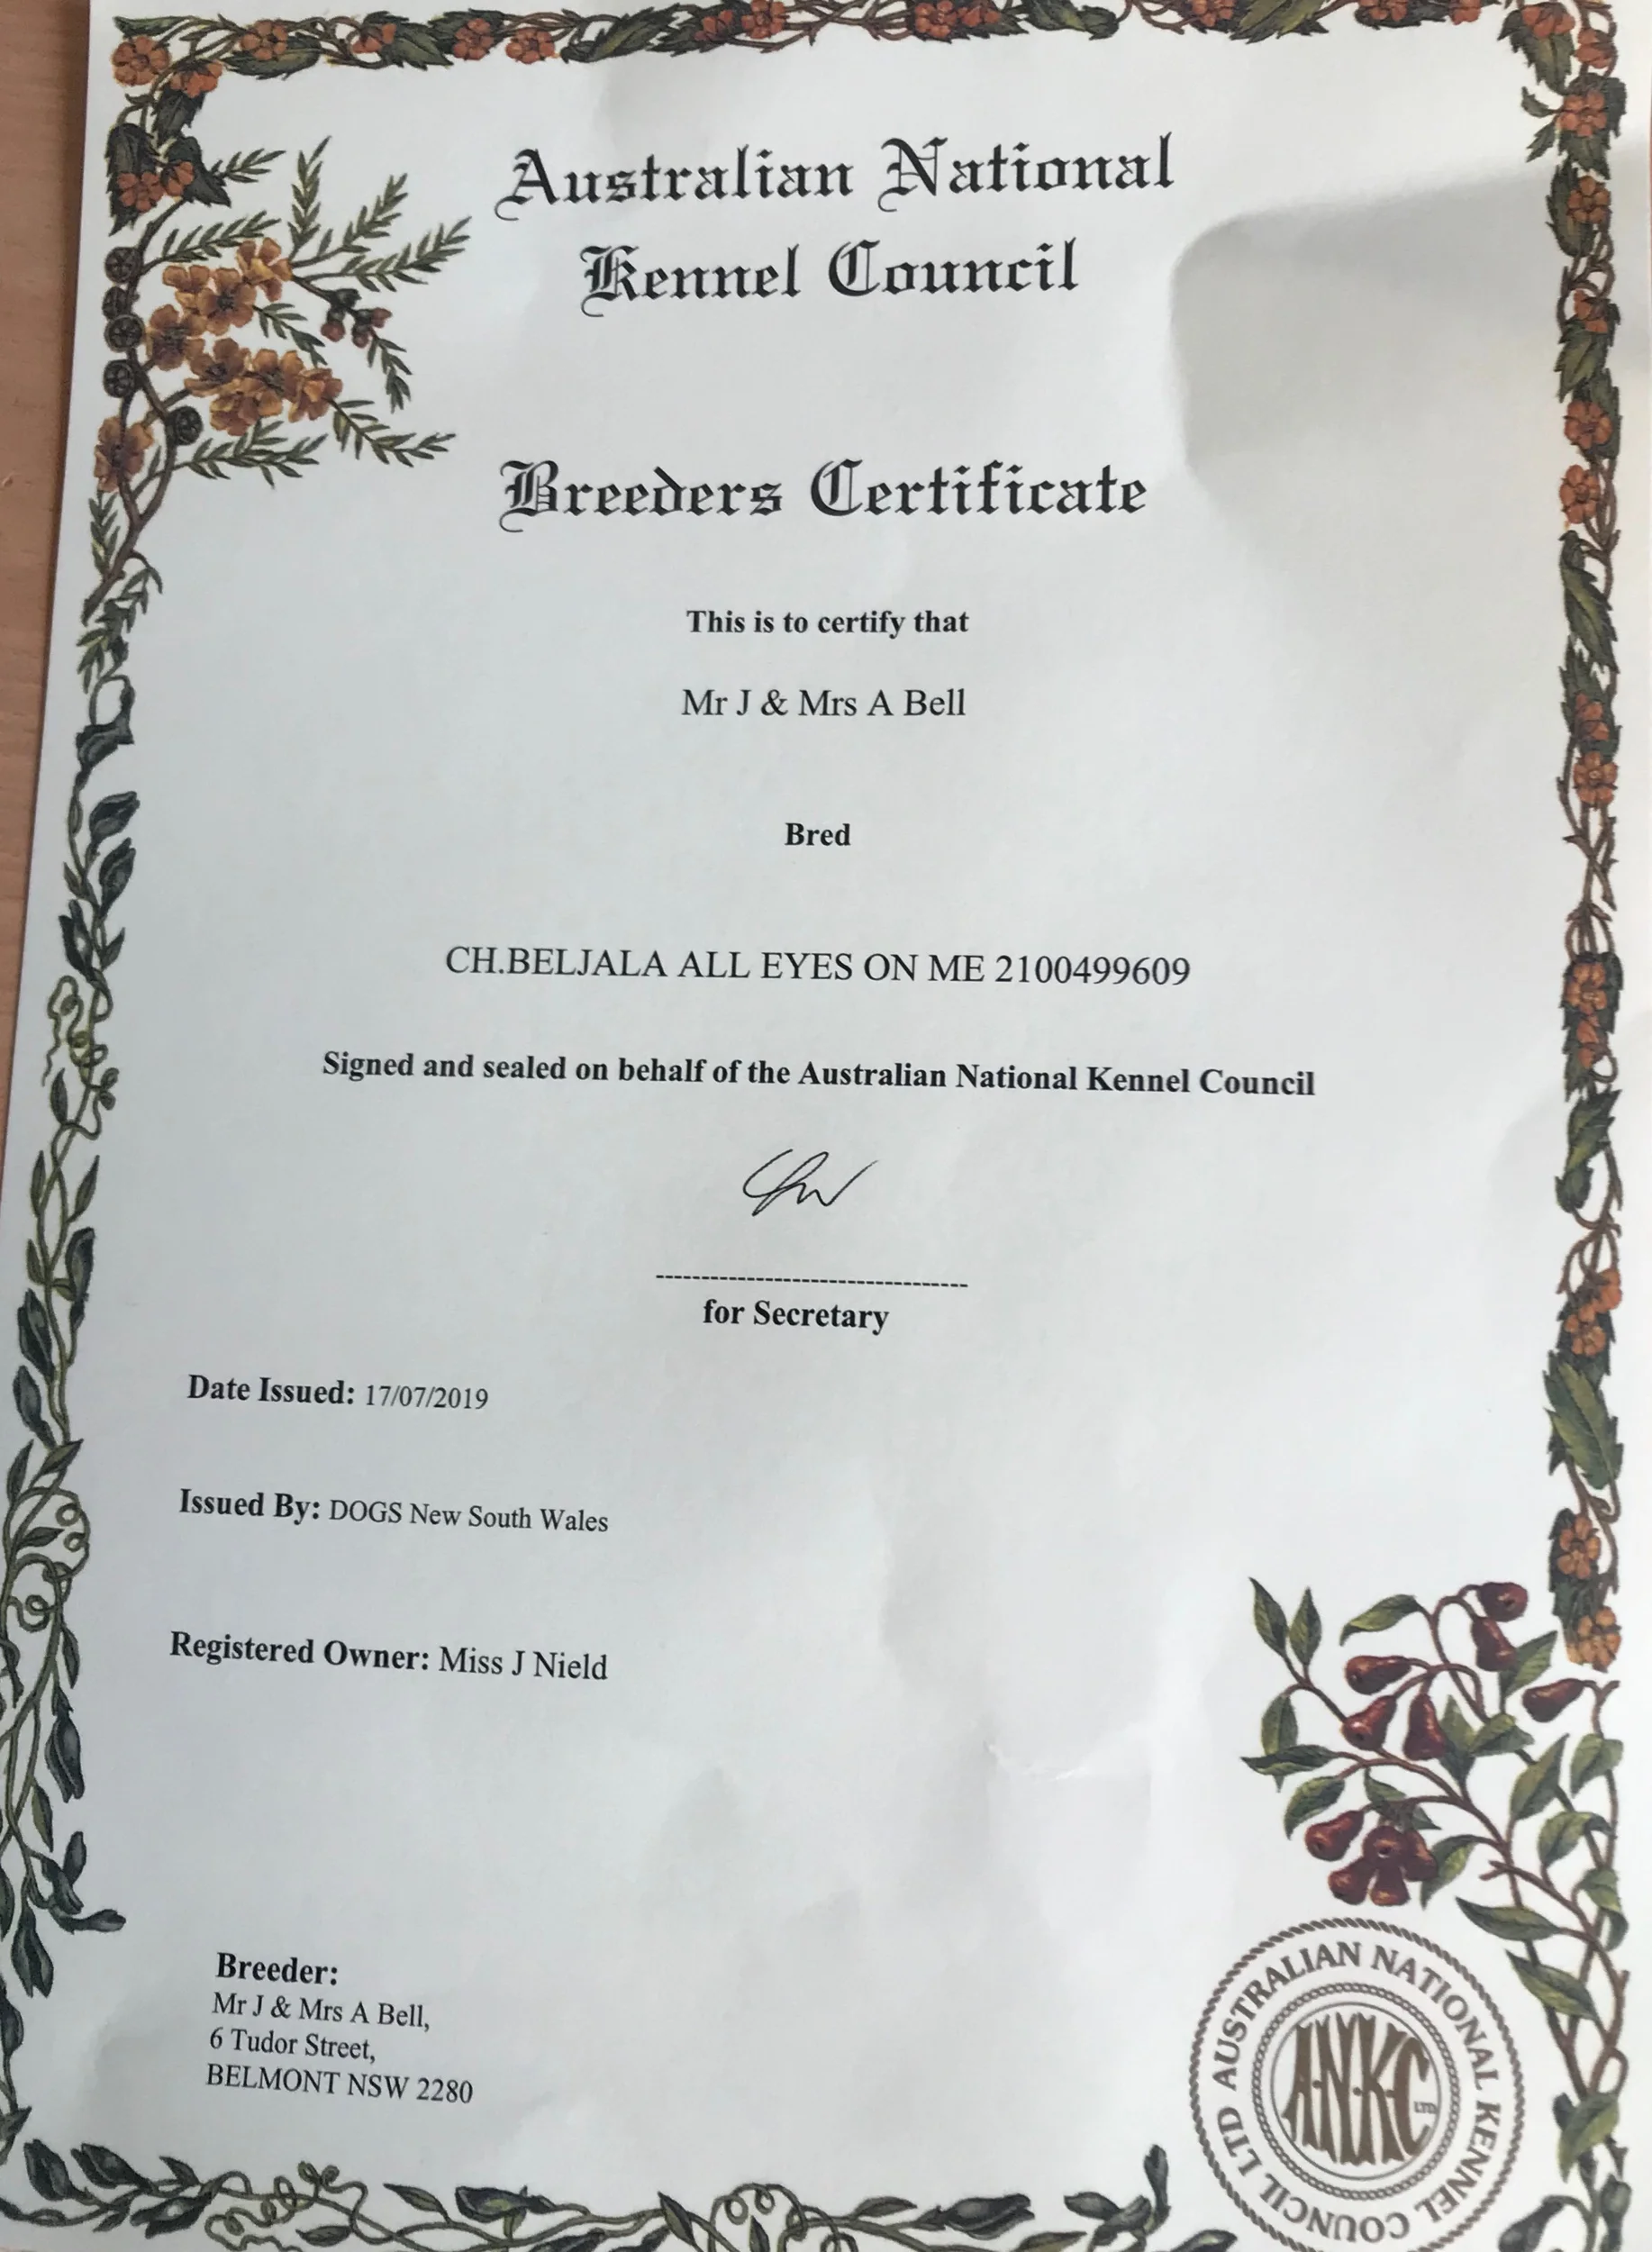 Australian National
Kennel Council
Breeders Certificate
This is to certify that
Mr J & Mrs A Bell
Bred
CH.BELJALA ALL EYES ON ME 2100499609
Signed and sealed on behalf of the Australian National Kennel Council
----------------------------------
for Secretary
Date Issued: 17/07/2019
Issued By: DOGS New South Wales
Registered Owner: Miss J Nield
Breeder:
Mr J & Mrs A Bell,
6 Tudor Street,
BELMONT NSW 2280
AUSTRALIAN NATIONAL KENNEL COUNCIL LTD
A·N·K·C LTD